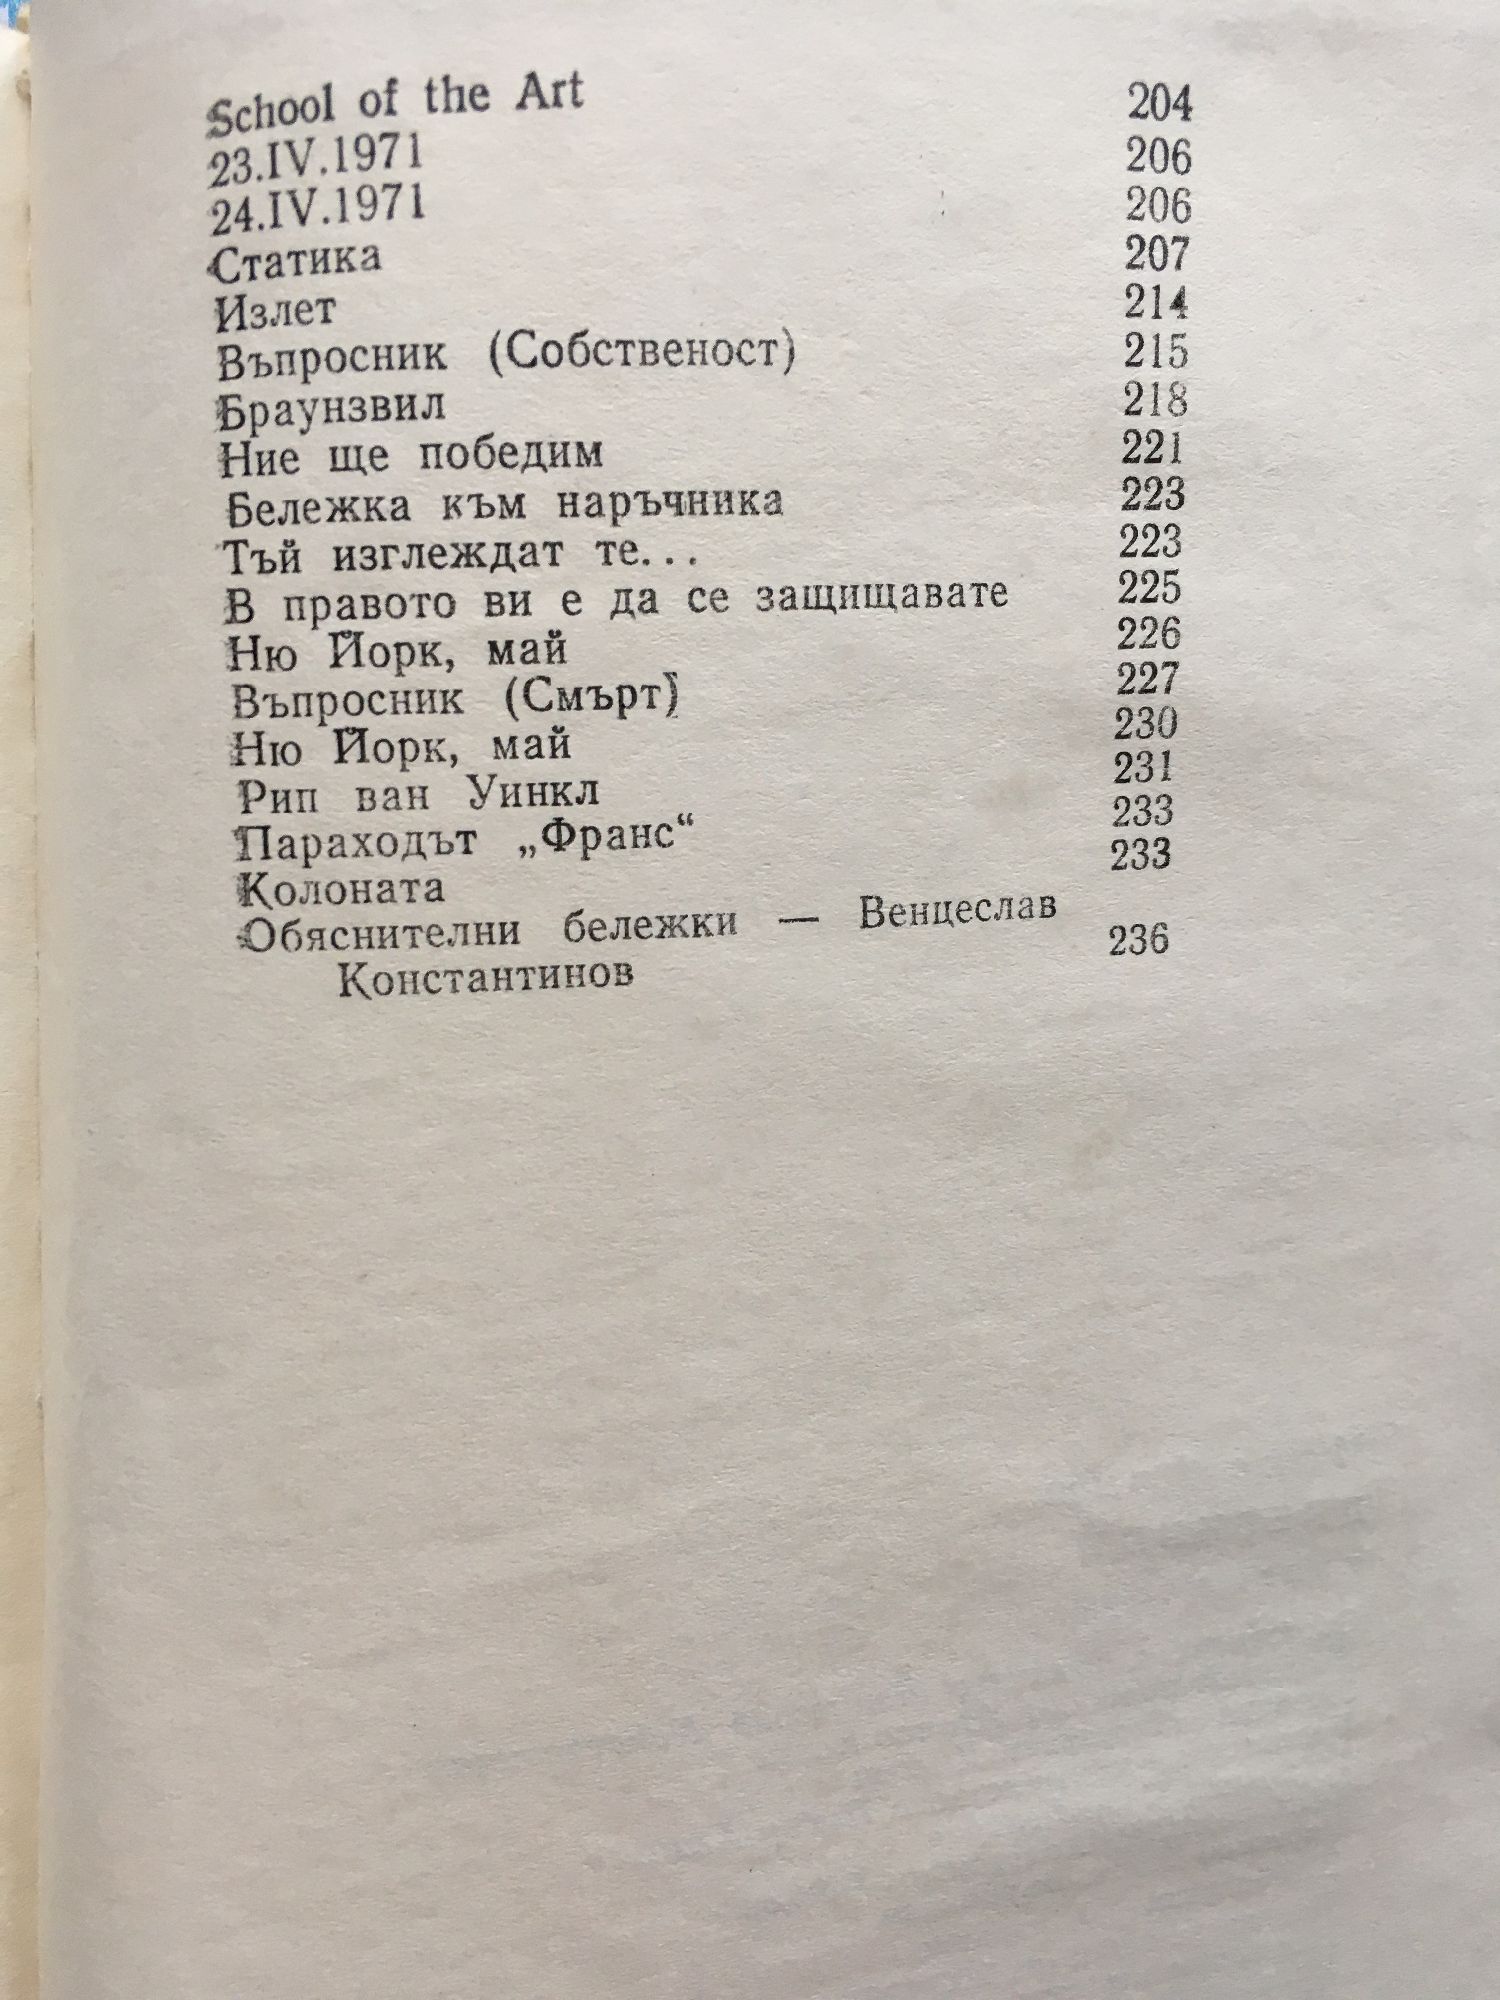 School of the Art 204
23.IV.1971 206
24.IV.1971 206
Статика 207
Излет 214
Въпросник (Собственост) 215
Браунзвил 218
Ние ще победим 221
Бележка към наръчника 223
Тъй изглеждат те... 223
В правото ви е да се защищавате 225
Ню Йорк, май 226
Въпросник (Смърт) 227
Ню Йорк, май 230
Рип ван Уинкл 231
Параходът „Франс“ 233
Колоната 233
Обяснителни бележки — Венцеслав
Константинов 236